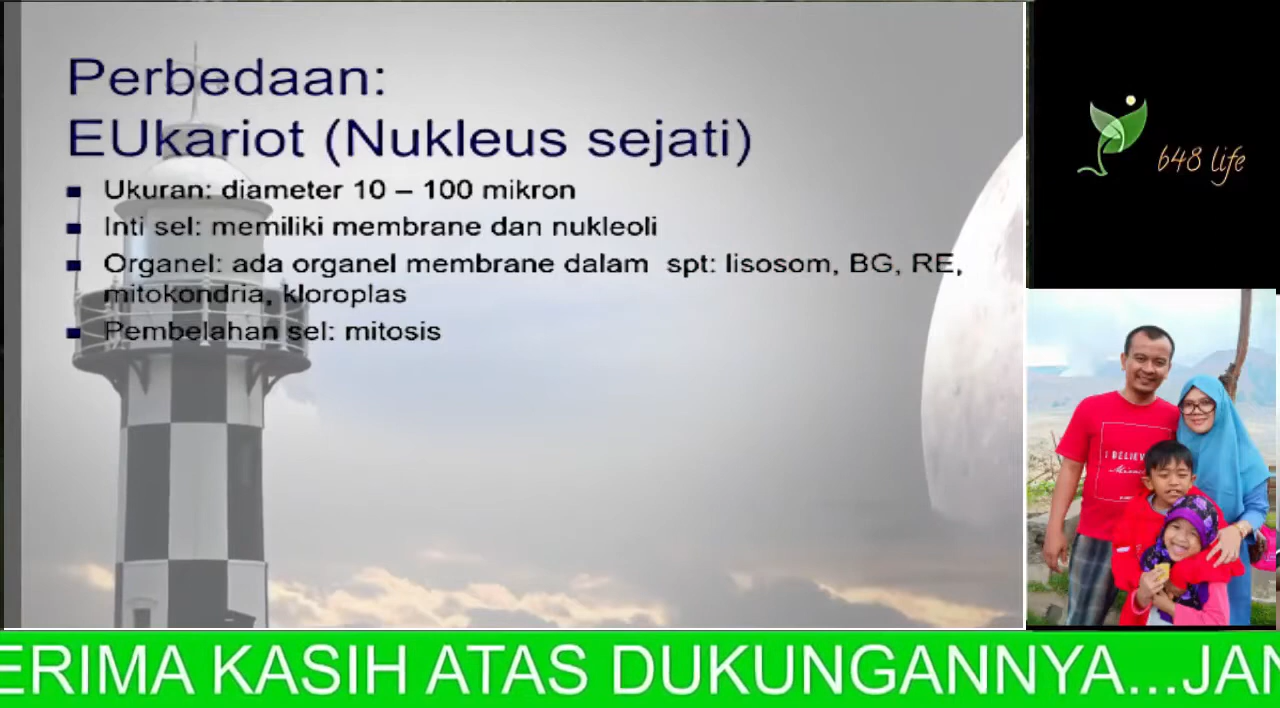 Perbedaan:
EUkariot (Nukleus sejati)
Ukuran: diameter 10 – 100 mikron
Inti sel: memiliki membrane dan nukleoli
Organel: ada organel membrane dalam spt: lisosom, BG, RE,
mitokondria, kloroplas
Pembelahan sel: mitosis
648 life
I BELIEV
ERIMA KASIH ATAS DUKUNGANNYA...JAN